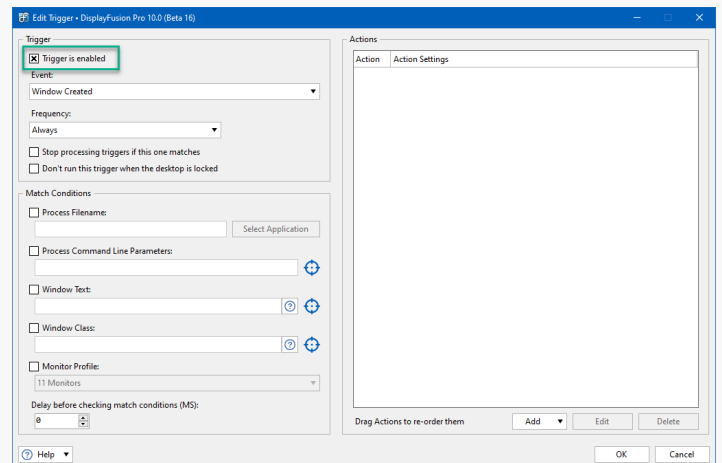 Edit Trigger • DisplayFusion Pro 10.0 (Beta 16)
Trigger
Trigger is enabled
Event:
Window Created
Frequency:
Always
Stop processing triggers if this one matches
Don't run this trigger when the desktop is locked
Match Conditions
Process Filename:
Select Application
Process Command Line Parameters:
Window Text:
Window Class:
Monitor Profile:
11 Monitors
Delay before checking match conditions (MS):
0
Actions
Action Action Settings
Drag Actions to re-order them Add Edit Delete
Help OK Cancel